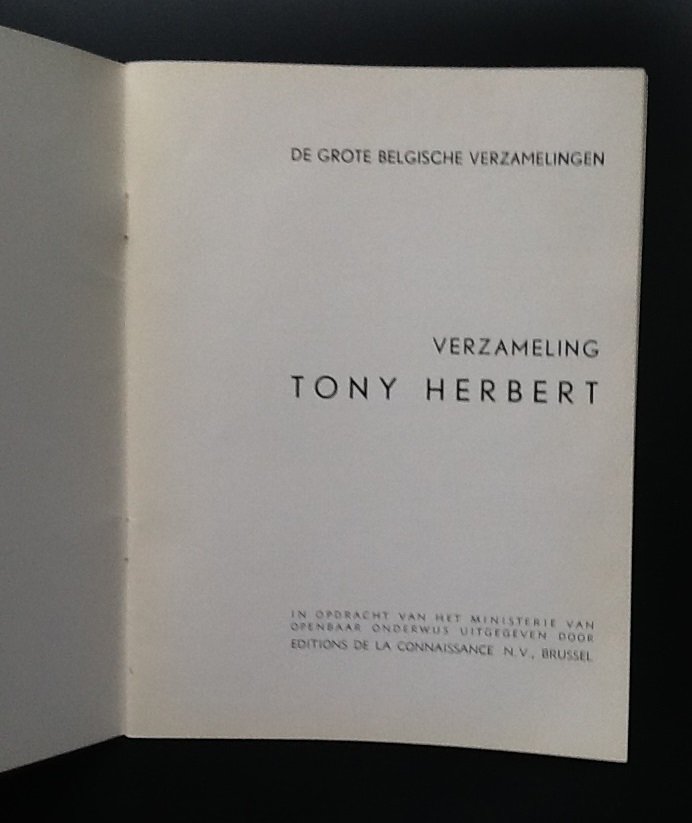 DE GROTE BELGISCHE VERZAMELINGEN
VERZAMELING
TONY HERBERT
IN OPDRACHT VAN HET MINISTERIE VAN
OPENBAAR ONDERWIJS UITGEGEVEN DOOR
EDITIONS DE LA CONNAISSANCE N.V., BRUSSEL